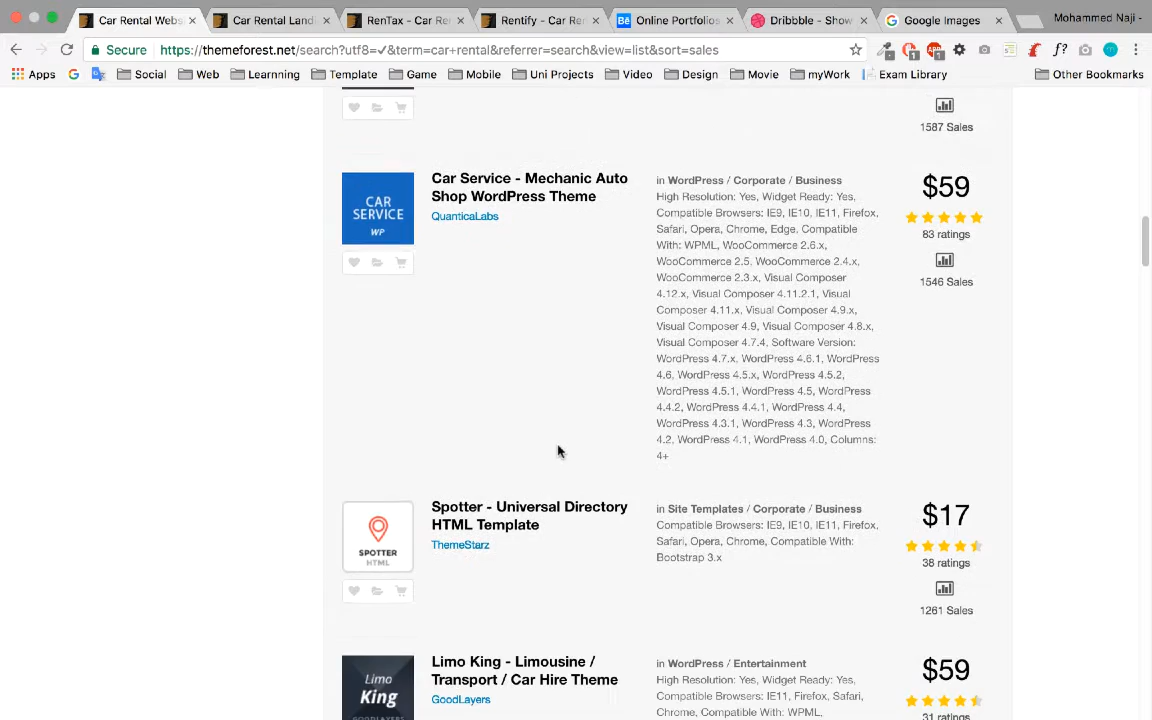 Car Rental Webs
Car Rental Landi
RenTax - Car Re
Rentify - Car Ren
Online Portfolios
Dribbble - Show
Google Images
Mohammed Naji -
Secure https://themeforest.net/search?utf8=✓&term=car+rental&referrer=search&view=list&sort=sales
Apps
Social
Web
Learnning
Template
Game
Mobile
Uni Projects
Video
Design
Movie
myWork
Exam Library
Other Bookmarks
1587 Sales
CAR
SERVICE
WP
Car Service - Mechanic Auto
Shop WordPress Theme
QuanticaLabs
in WordPress / Corporate / Business
High Resolution: Yes, Widget Ready: Yes,
Compatible Browsers: IE9, IE10, IE11, Firefox,
Safari, Opera, Chrome, Edge, Compatible
With: WPML, WooCommerce 2.6.x,
WooCommerce 2.5, WooCommerce 2.4.x,
WooCommerce 2.3.x, Visual Composer
4.12.x, Visual Composer 4.11.2.1, Visual
Composer 4.11.x, Visual Composer 4.9.x,
Visual Composer 4.9, Visual Composer 4.8.x,
Visual Composer 4.7.4, Software Version:
WordPress 4.7.x, WordPress 4.6.1, WordPress
4.6, WordPress 4.5.x, WordPress 4.5.2,
WordPress 4.5.1, WordPress 4.5, WordPress
4.4.2, WordPress 4.4.1, WordPress 4.4,
WordPress 4.3.1, WordPress 4.3, WordPress
4.2, WordPress 4.1, WordPress 4.0, Columns:
4+
$59
83 ratings
1546 Sales
SPOTTER
HTML
Spotter - Universal Directory
HTML Template
ThemeStarz
in Site Templates / Corporate / Business
Compatible Browsers: IE9, IE10, IE11, Firefox,
Safari, Opera, Chrome, Compatible With:
Bootstrap 3.x
$17
38 ratings
1261 Sales
Limo
King
GOODLAYERS
Limo King - Limousine /
Transport / Car Hire Theme
GoodLayers
in WordPress / Entertainment
High Resolution: Yes, Widget Ready: Yes,
Compatible Browsers: IE11, Firefox, Safari,
Chrome, Compatible With: WPML,
$59
31 ratings